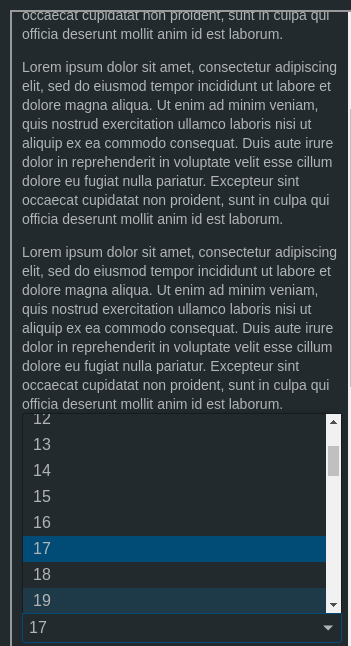 occaecat cupidatat non proident, sunt in culpa qui
officia deserunt mollit anim id est laborum.
Lorem ipsum dolor sit amet, consectetur adipiscing
elit, sed do eiusmod tempor incididunt ut labore et
dolore magna aliqua. Ut enim ad minim veniam,
quis nostrud exercitation ullamco laboris nisi ut
aliquip ex ea commodo consequat. Duis aute irure
dolor in reprehenderit in voluptate velit esse cillum
dolore eu fugiat nulla pariatur. Excepteur sint
occaecat cupidatat non proident, sunt in culpa qui
officia deserunt mollit anim id est laborum.
Lorem ipsum dolor sit amet, consectetur adipiscing
elit, sed do eiusmod tempor incididunt ut labore et
dolore magna aliqua. Ut enim ad minim veniam,
quis nostrud exercitation ullamco laboris nisi ut
aliquip ex ea commodo consequat. Duis aute irure
dolor in reprehenderit in voluptate velit esse cillum
dolore eu fugiat nulla pariatur. Excepteur sint
occaecat cupidatat non proident, sunt in culpa qui
officia deserunt mollit anim id est laborum.
12
13
14
15
16
17
18
19
17